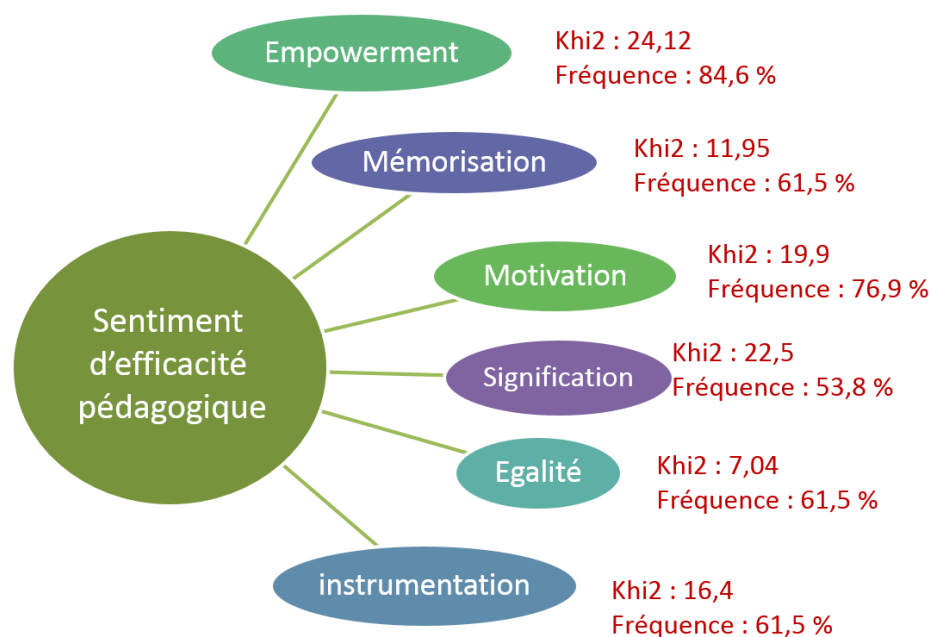 Empowerment
Khi2 : 24,12
Fréquence : 84,6 %
Mémorisation
Khi2 : 11,95
Fréquence : 61,5 %
Motivation
Khi2 : 19,9
Fréquence : 76,9 %
Sentiment
d’efficacité
pédagogique
Signification
Khi2 : 22,5
Fréquence : 53,8 %
Egalité
Khi2 : 7,04
Fréquence : 61,5 %
instrumentation
Khi2 : 16,4
Fréquence : 61,5 %